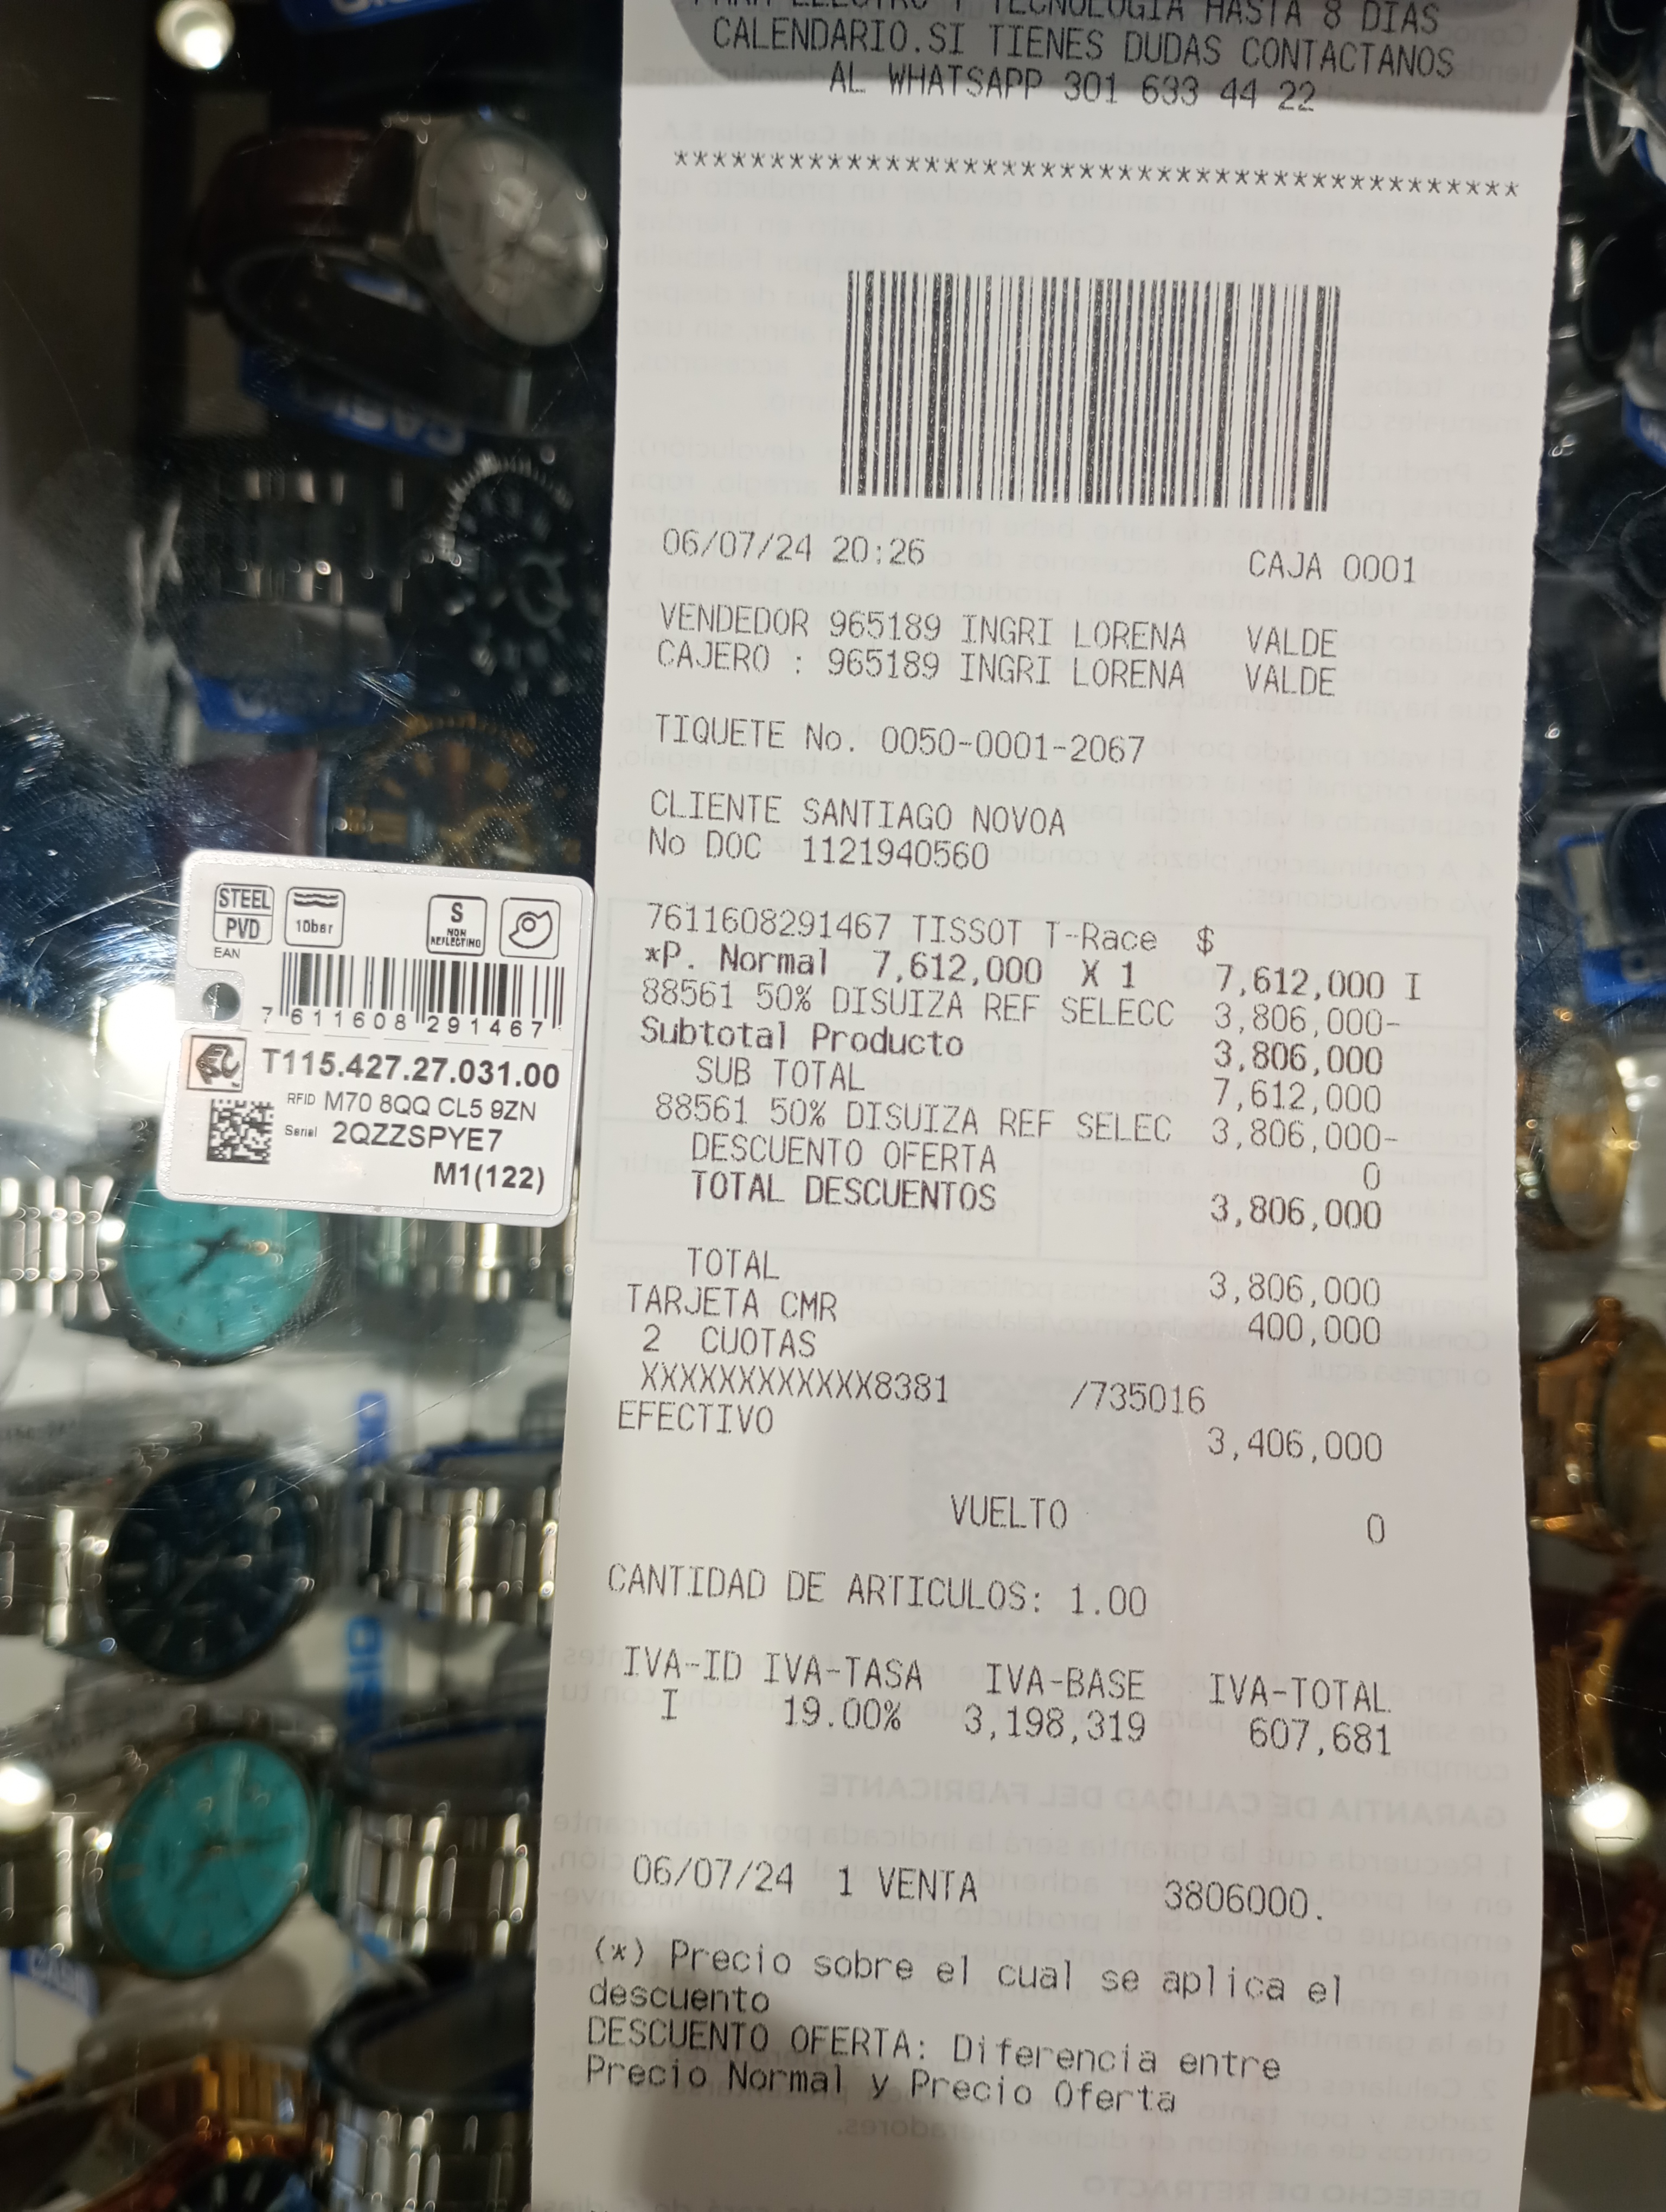 TECNOLOGIA HASTA 8 DIAS
CALENDARIO.SI TIENES DUDAS CONTACTANOS
AL WHATSAPP 301 633 44 22
********************************************
06/07/24 20:26 CAJA 0001
VENDEDOR 965189 INGRI LORENA VALDE
CAJERO : 965189 INGRI LORENA VALDE
TIQUETE No. 0050-0001-2067
CLIENTE SANTIAGO NOVOA
No DOC 1121940560
7611608291467 TISSOT T-Race $
*P. Normal 7,612,000 X 1 7,612,000 I
88561 50% DISUIZA REF SELECC 3,806,000-
Subtotal Producto 3,806,000
SUB TOTAL 7,612,000
88561 50% DISUIZA REF SELEC 3,806,000-
DESCUENTO OFERTA 0
TOTAL DESCUENTOS 3,806,000
TOTAL 3,806,000
TARJETA CMR 400,000
2 CUOTAS
XXXXXXXXXXXX8381 /735016
EFECTIVO 3,406,000
VUELTO 0
CANTIDAD DE ARTICULOS: 1.00
IVA-ID IVA-TASA IVA-BASE IVA-TOTAL
I 19.00% 3,198,319 607,681
06/07/24 1 VENTA 3806000.
(*) Precio sobre el cual se aplica el
descuento
DESCUENTO OFERTA: Diferencia entre
Precio Normal y Precio Oferta
STEEL
PVD
10bar
S
NON
REFLECTING
EAN
7 611608 291467
T115.427.27.031.00
RFID M70 8QQ CL5 9ZN
Serial 2QZZSPYE7
M1(122)
CASIO